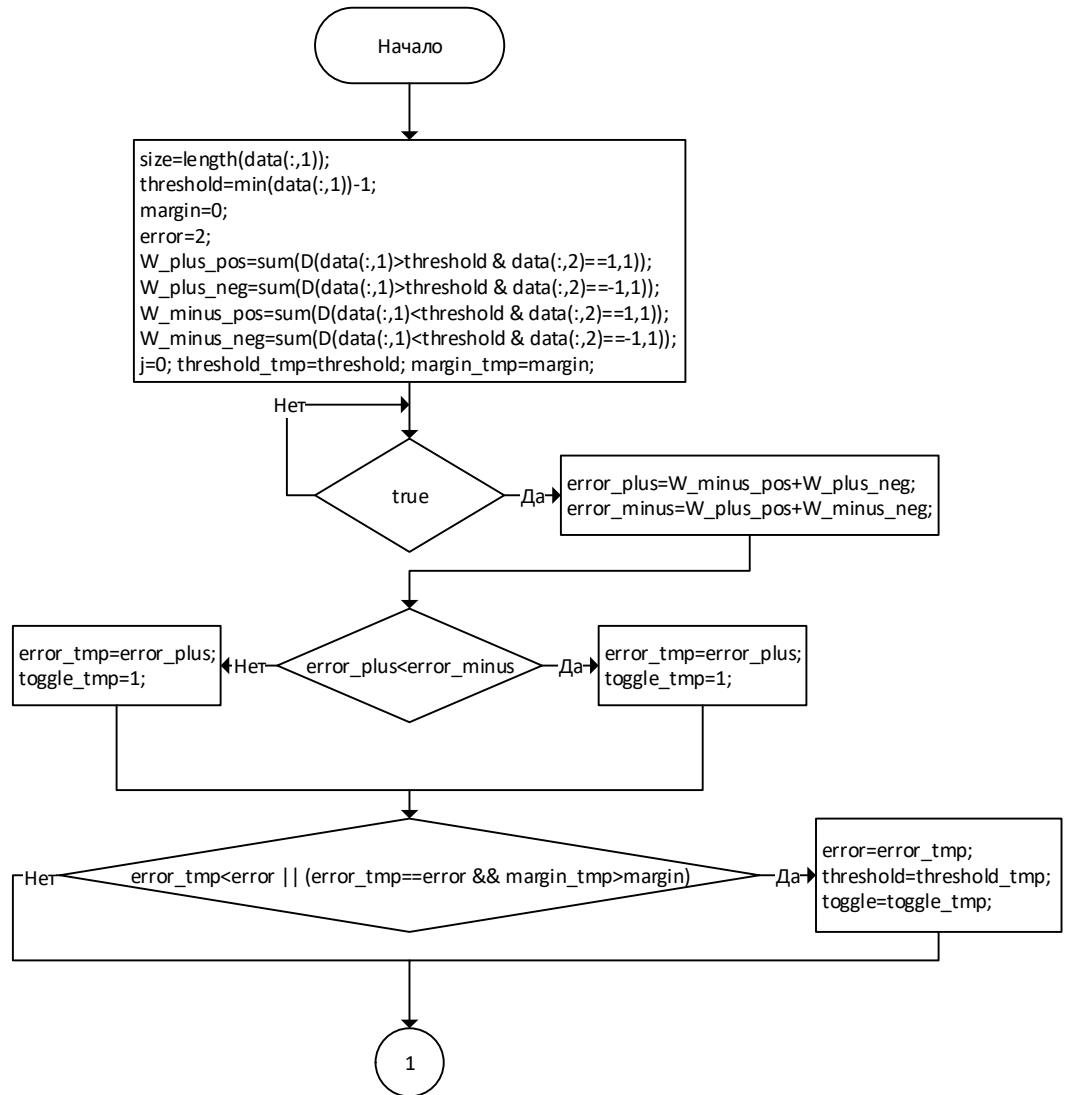 Начало
size=length(data(:,1));
threshold=min(data(:,1))-1;
margin=0;
error=2;
W_plus_pos=sum(D(data(:,1)>threshold & data(:,2)==1,1));
W_plus_neg=sum(D(data(:,1)>threshold & data(:,2)==-1,1));
W_minus_pos=sum(D(data(:,1)<threshold & data(:,2)==1,1));
W_minus_neg=sum(D(data(:,1)<threshold & data(:,2)==-1,1));
j=0; threshold_tmp=threshold; margin_tmp=margin;
Нет
true
Да
error_plus=W_minus_pos+W_plus_neg;
error_minus=W_plus_pos+W_minus_neg;
error_tmp=error_plus;
toggle_tmp=1;
Нет
error_plus<error_minus
Да
error_tmp=error_plus;
toggle_tmp=1;
Нет
error_tmp<error || (error_tmp==error && margin_tmp>margin)
Да
error=error_tmp;
threshold=threshold_tmp;
toggle=toggle_tmp;
1